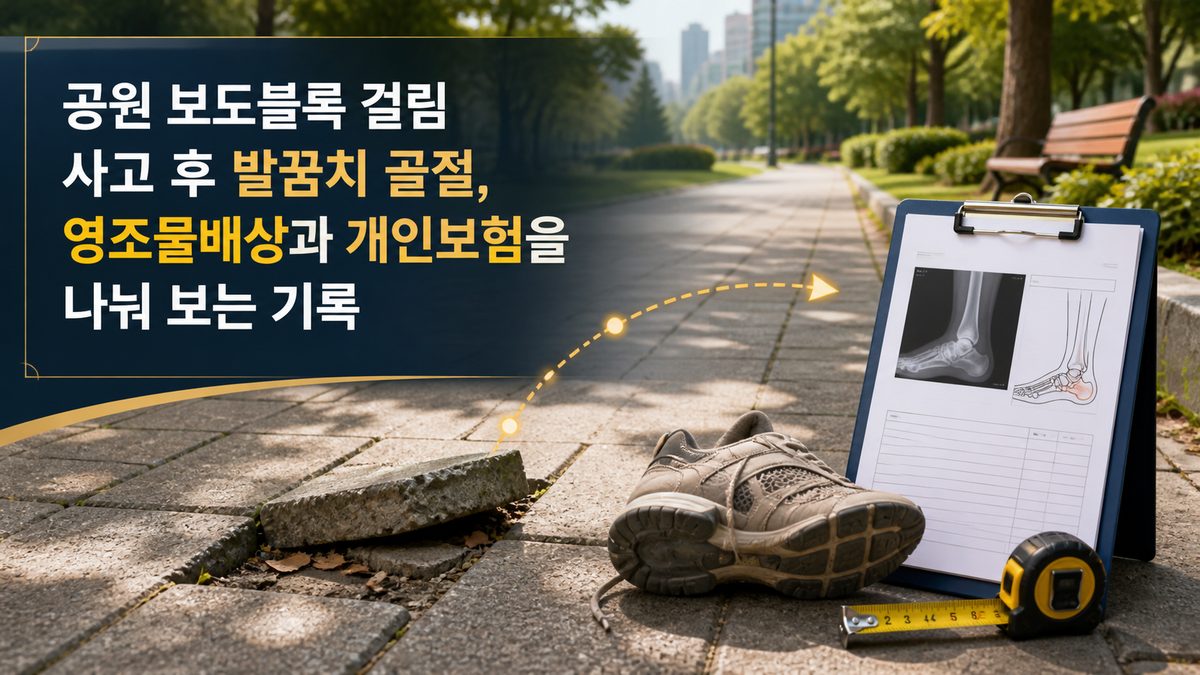 공원 보도블록 걸림
사고 후 발꿈치 골절,
영조물배상과 개인보험을
나눠 보는 기록